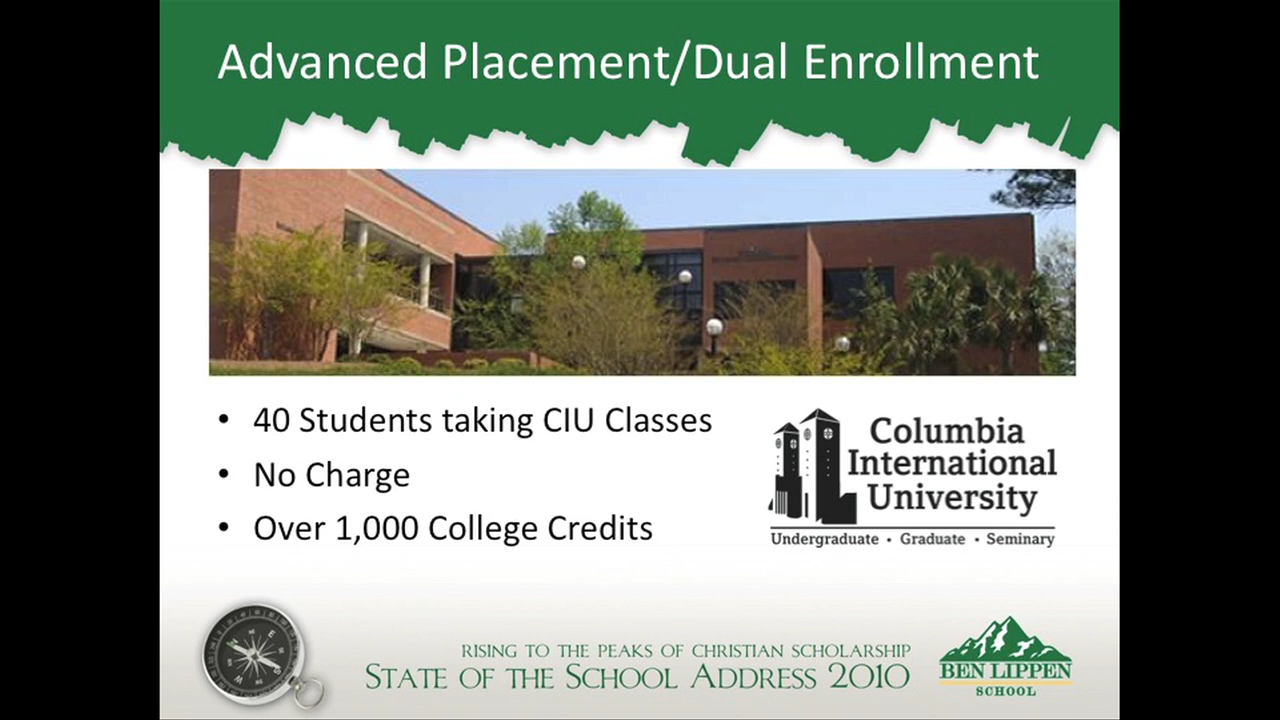 Advanced Placement/Dual Enrollment
• 40 Students taking CIU Classes
• No Charge
• Over 1,000 College Credits
Columbia
International
University
Undergraduate • Graduate • Seminary
RISING TO THE PEAKS OF CHRISTIAN SCHOLARSHIP
STATE OF THE SCHOOL ADDRESS 2010
BEN LIPPEN
SCHOOL